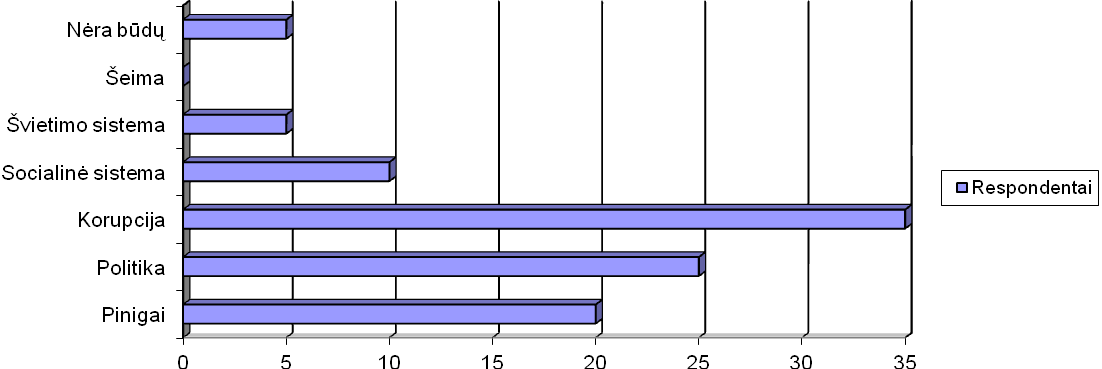 Nėra būdų
Šeima
Švietimo sistema
Socialinė sistema
Korupcija
Politika
Pinigai
0 5 10 15 20 25 30 35
Respondentai